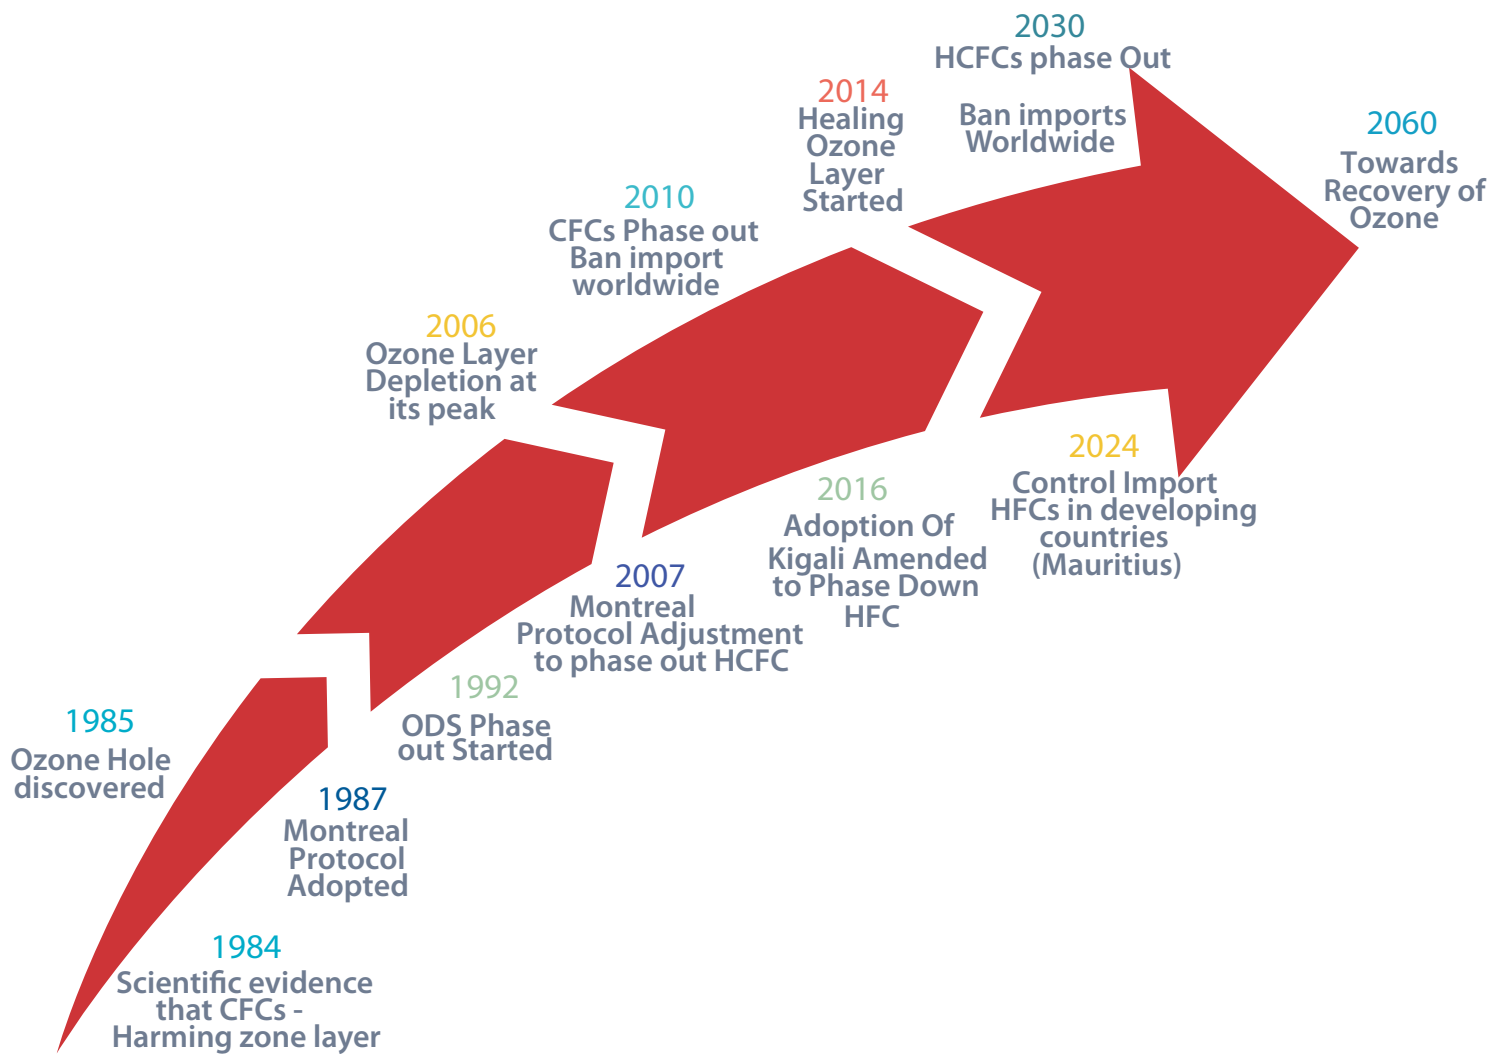 2030
HCFCs phase Out
Ban imports
Worldwide
2014
Healing
Ozone
Layer
Started
2060
Towards
Recovery of
Ozone
2010
CFCs Phase out
Ban import
worldwide
2006
Ozone Layer
Depletion at
its peak
2024
Control Import
HFCs in developing
countries
(Mauritius)
2016
Adoption Of
Kigali Amended
to Phase Down
HFC
2007
Montreal
Protocol Adjustment
to phase out HCFC
1992
ODS Phase
out Started
1985
Ozone Hole
discovered
1987
Montreal
Protocol
Adopted
1984
Scientific evidence
that CFCs -
Harming zone layer